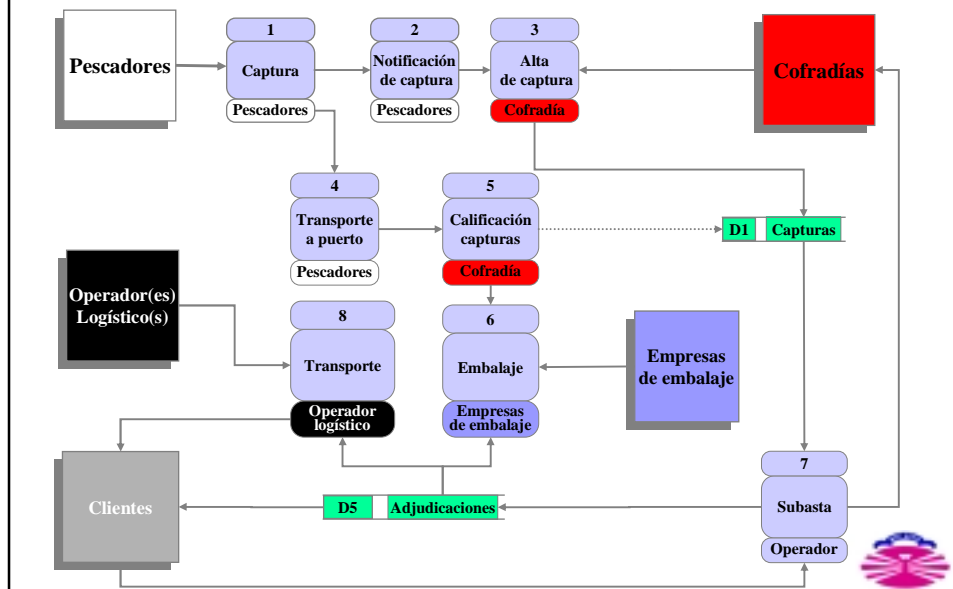 Pescadores
1
Captura
Pescadores
2
Notificación
de captura
Pescadores
3
Alta
de captura
Cofradía
Cofradías
4
Transporte
a puerto
Pescadores
5
Calificación
capturas
Cofradía
D1
Capturas
Operador(es)
Logístico(s)
8
Transporte
Operador
logístico
6
Embalaje
Empresas
de embalaje
Empresas
de embalaje
7
Subasta
Operador
Clientes
D5
Adjudicaciones